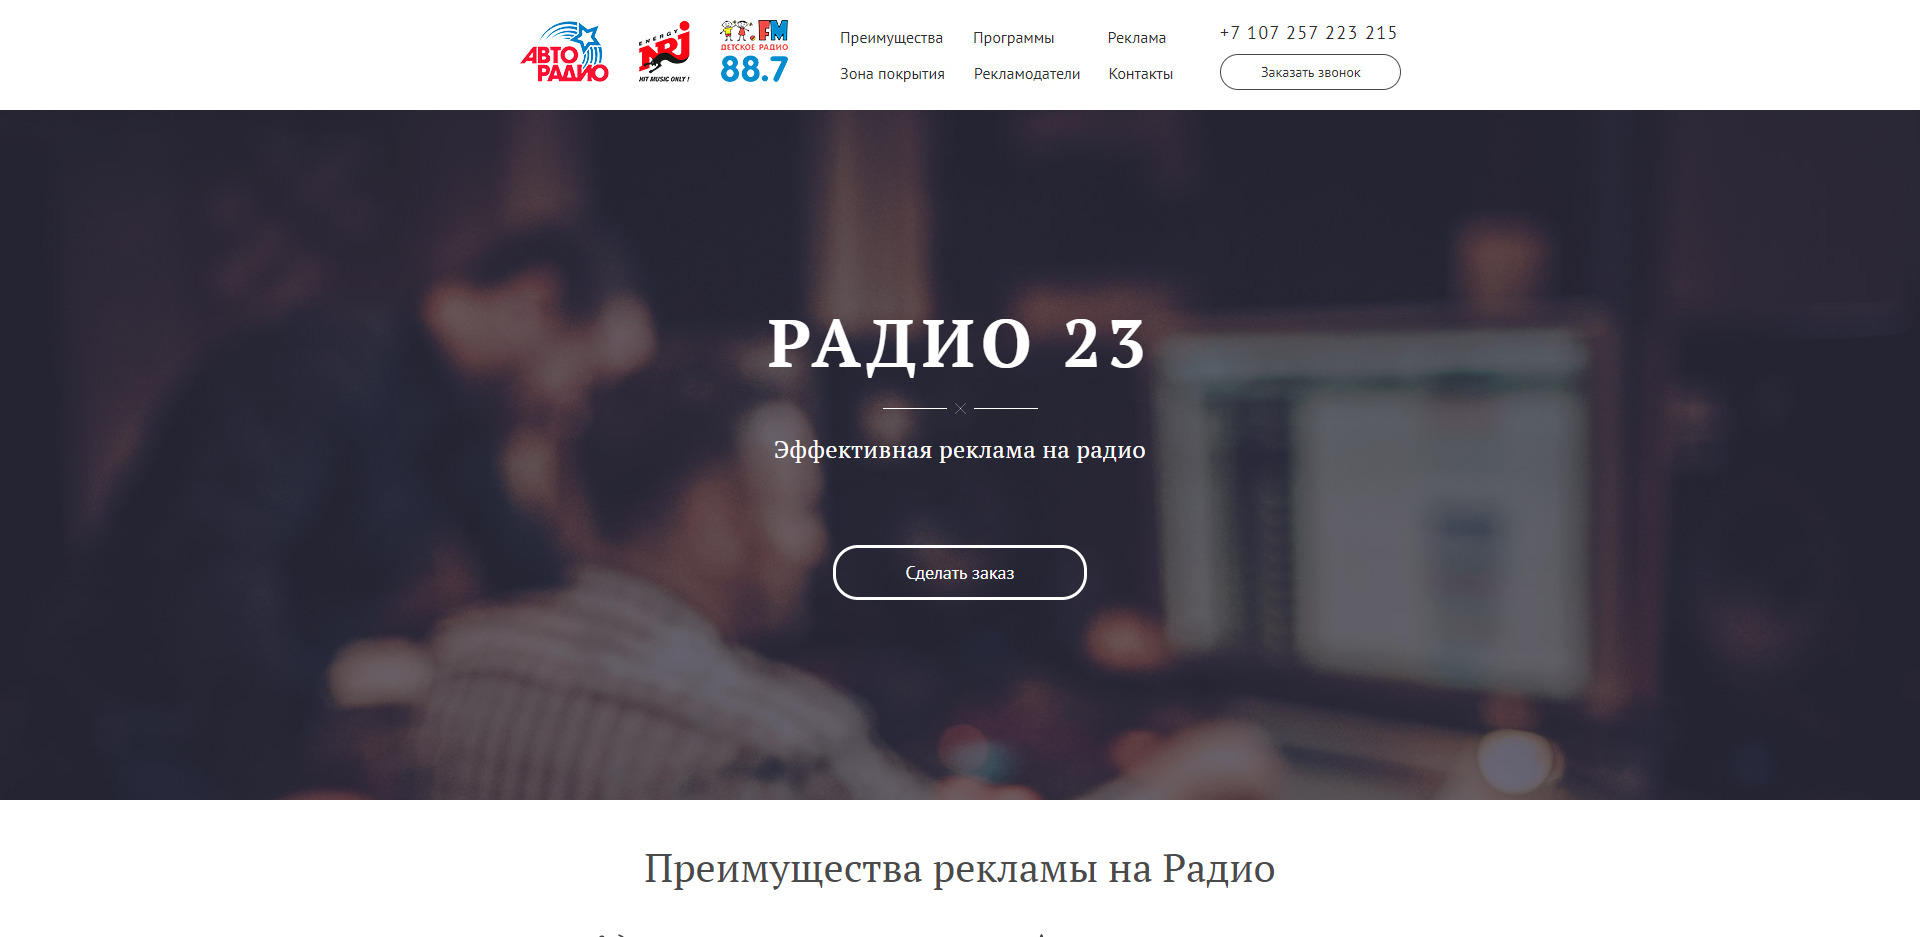 АВТО
РАДИО
ENERGY
NRJ
HIT MUSIC ONLY !
.FM
ДЕТСКОЕ РАДИО
88.7
Преимущества Программы Реклама
Зона покрытия Рекламодатели Контакты
+7 107 257 223 215
Заказать звонок
РАДИО 23
Эффективная реклама на радио
Сделать заказ
Преимущества рекламы на Радио